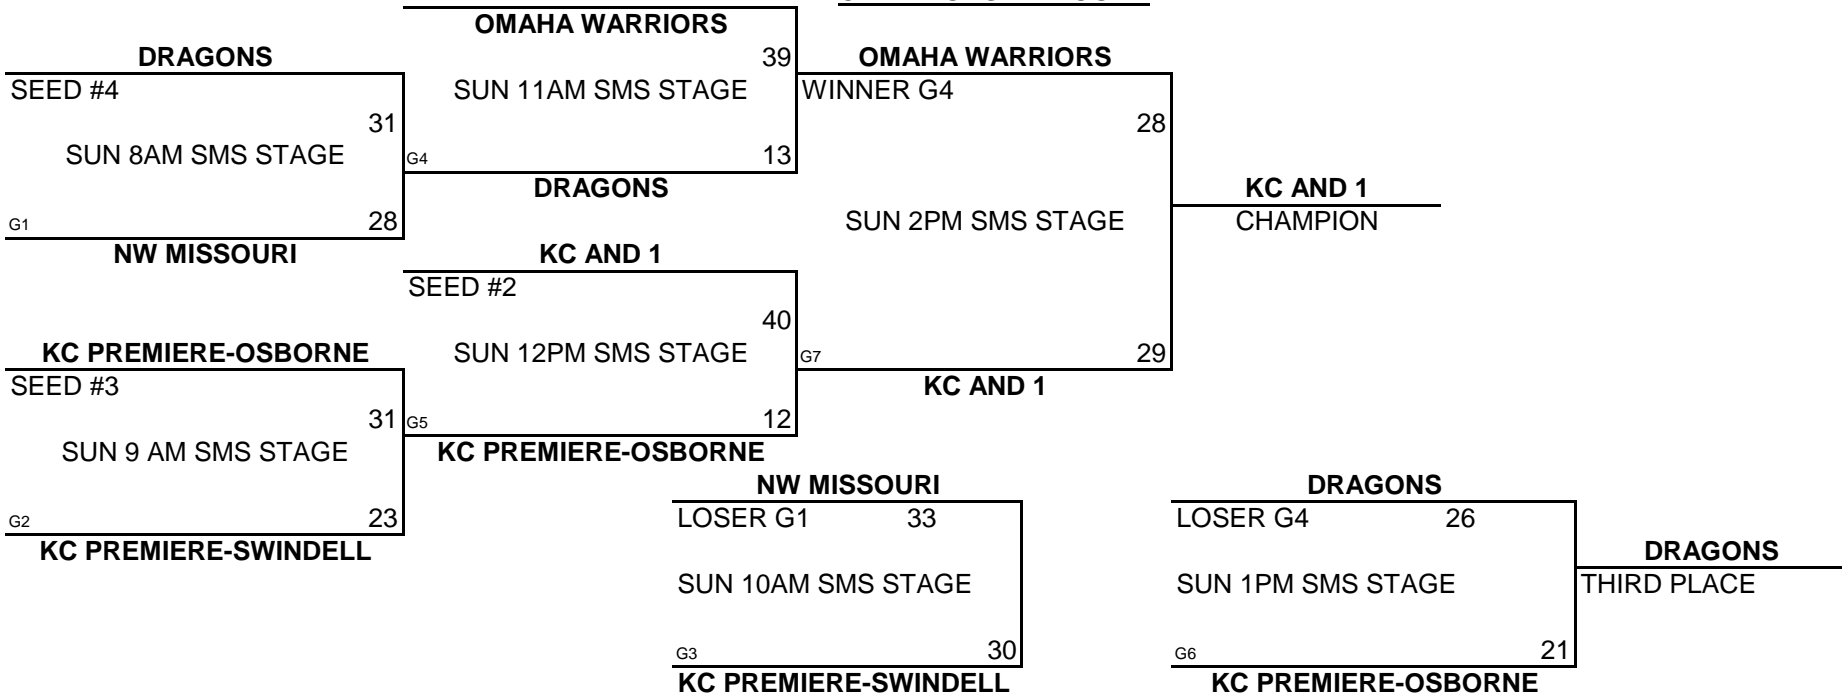 OMAHA WARRIORS
DRAGONS
39
OMAHA WARRIORS
SEED #4
SUN 11AM SMS STAGE
WINNER G4
31
28
SUN 8AM SMS STAGE
G4
13
DRAGONS
KC AND 1
G1
28
SUN 2PM SMS STAGE
CHAMPION
NW MISSOURI
KC AND 1
SEED #2
40
KC PREMIERE-OSBORNE
SUN 12PM SMS STAGE
G7
29
SEED #3
KC AND 1
31
G5
12
SUN 9 AM SMS STAGE
KC PREMIERE-OSBORNE
NW MISSOURI
DRAGONS
G2
23
LOSER G1
33
LOSER G4
26
KC PREMIERE-SWINDELL
DRAGONS
SUN 10AM SMS STAGE
SUN 1PM SMS STAGE
THIRD PLACE
G3
30
G6
21
KC PREMIERE-SWINDELL
KC PREMIERE-OSBORNE